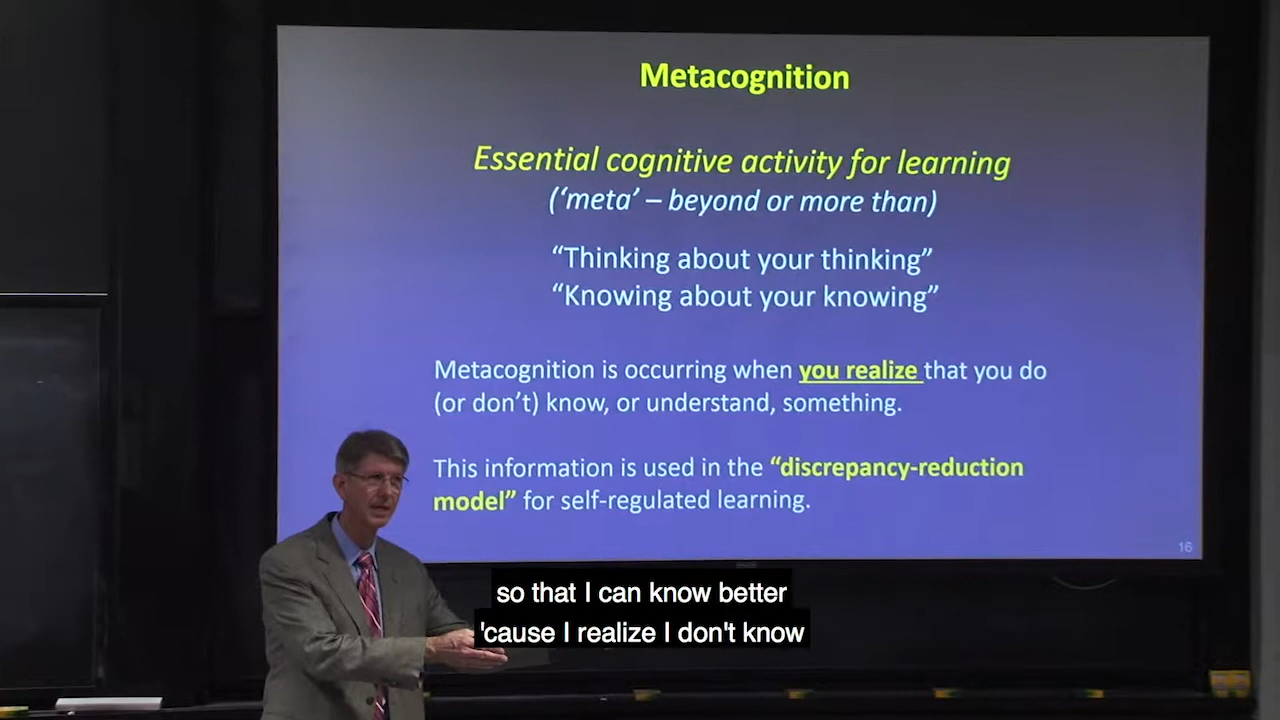 Metacognition
Essential cognitive activity for learning
(‘meta’ – beyond or more than)
“Thinking about your thinking”
“Knowing about your knowing”
Metacognition is occurring when you realize that you do
(or don’t) know, or understand, something.
This information is used in the “discrepancy-reduction
model” for self-regulated learning.
16
so that I can know better
'cause I realize I don't know